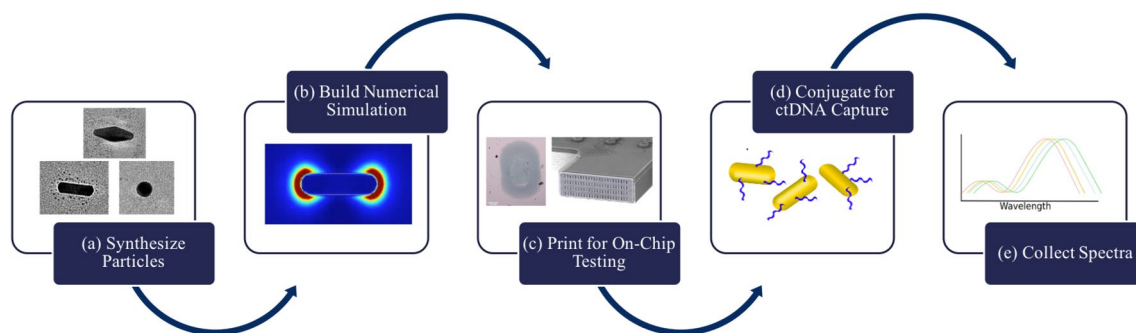 (a) Synthesize
Particles
(b) Build Numerical
Simulation
(c) Print for On-Chip
Testing
(d) Conjugate for
ctDNA Capture
Wavelength
(e) Collect Spectra